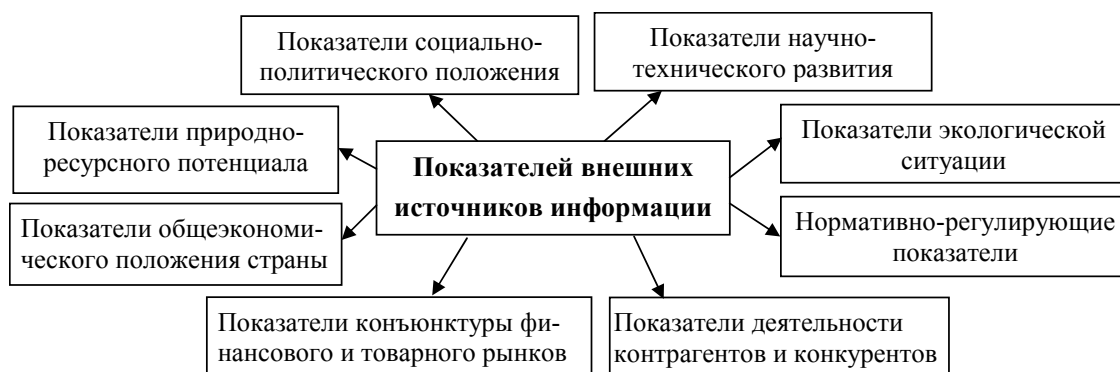 Показатели социально-
политического положения
Показатели научно-
технического развития
Показатели природно-
ресурсного потенциала
Показатели экологической
ситуации
Показателей внешних
источников информации
Показатели общеэкономи-
ческого положения страны
Нормативно-регулирующие
показатели
Показатели конъюнктуры фи-
нансового и товарного рынков
Показатели деятельности
контрагентов и конкурентов